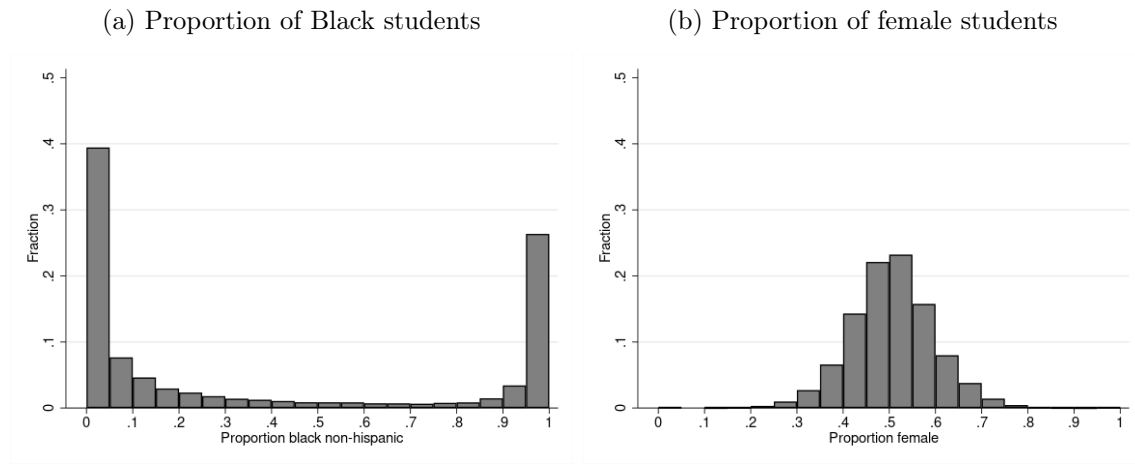 (a) Proportion of Black students
.5
.4
.3
.2
.1
0
Fraction
0 .1 .2 .3 .4 .5 .6 .7 .8 .9 1
Proportion black non-hispanic
(b) Proportion of female students
.5
.4
.3
.2
.1
0
Fraction
0 .1 .2 .3 .4 .5 .6 .7 .8 .9 1
Proportion female